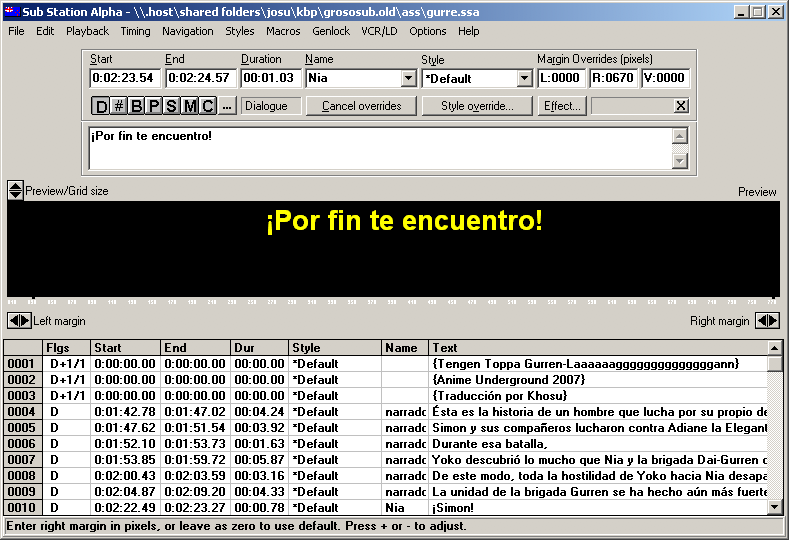 Sub Station Alpha - \\.host\shared folders\josu\kbp\grososub.old\ass\gurre.ssa
File Edit Playback Timing Navigation Styles Macros Genlock VCR/LD Options Help
Start End Duration Name Style Margin Overrides (pixels)
0:02:23.54 0:02:24.57 00:01.03 Nia *Default L:0000 R:0670 V:0000
D # B P S M C ... Dialogue Cancel overrides Style override... Effect... X
¡Por fin te encuentro!
Preview/Grid size Preview
¡Por fin te encuentro!
Left margin Right margin
Flgs Start End Dur Style Name Text
0001 D+1/1 0:00:00.00 0:00:00.00 00:00.00 *Default {Tengen Toppa Gurren-Laaaaaagggggggggggggggann}
0002 D+1/1 0:00:00.00 0:00:00.00 00:00.00 *Default {Anime Underground 2007}
0003 D+1/1 0:00:00.00 0:00:00.00 00:00.00 *Default {Traducción por Khosu}
0004 D 0:01:42.78 0:01:47.02 00:04.24 *Default narrado Ésta es la historia de un hombre que lucha por su propio de
0005 D 0:01:47.62 0:01:51.54 00:03.92 *Default narrado Simon y sus compañeros lucharon contra Adiane la Elegant
0006 D 0:01:52.10 0:01:53.73 00:01.63 *Default narrado Durante esa batalla,
0007 D 0:01:53.85 0:01:59.72 00:05.87 *Default narrado Yoko descubrió lo mucho que Nia y la brigada Dai-Gurren
0008 D 0:02:00.43 0:02:03.59 00:03.16 *Default narrado De este modo, toda la hostilidad de Yoko hacia Nia desapa
0009 D 0:02:04.87 0:02:09.20 00:04.33 *Default narrado La unidad de la brigada Gurren se ha hecho aún más fuerte
0010 D 0:02:22.49 0:02:23.27 00:00.78 *Default Nia ¡Simon!
Enter right margin in pixels, or leave as zero to use default. Press + or - to adjust.